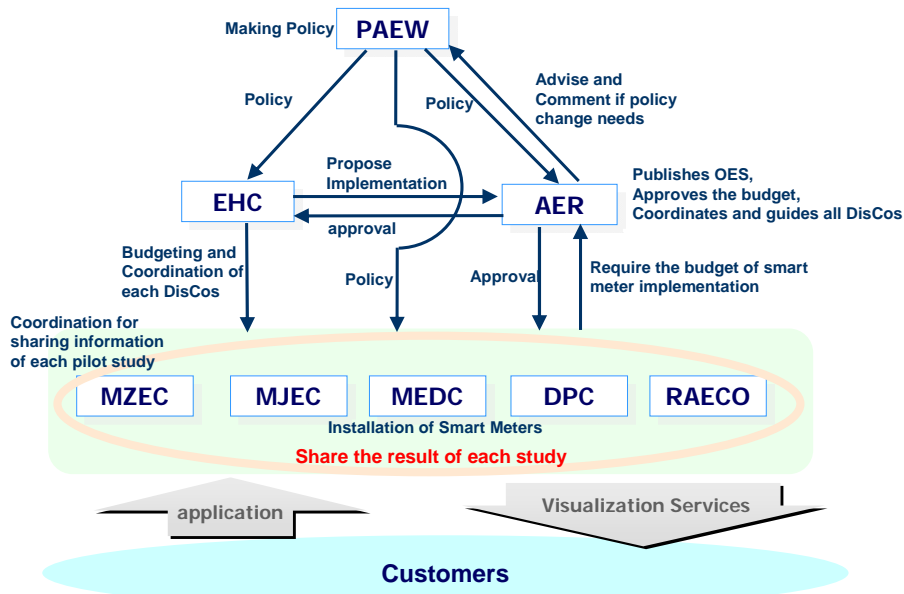 Making Policy
PAEW
Policy
Policy
Advise and
Comment if policy
change needs
Propose
Implementation
EHC
AER
Publishes OES,
Approves the budget,
Coordinates and guides all DisCos
approval
Budgeting and
Coordination of
each DisCos
Policy
Approval
Require the budget of smart
meter implementation
Coordination for
sharing information
of each pilot study
MZEC
MJEC
MEDC
DPC
RAECO
Installation of Smart Meters
Share the result of each study
application
Visualization Services
Customers